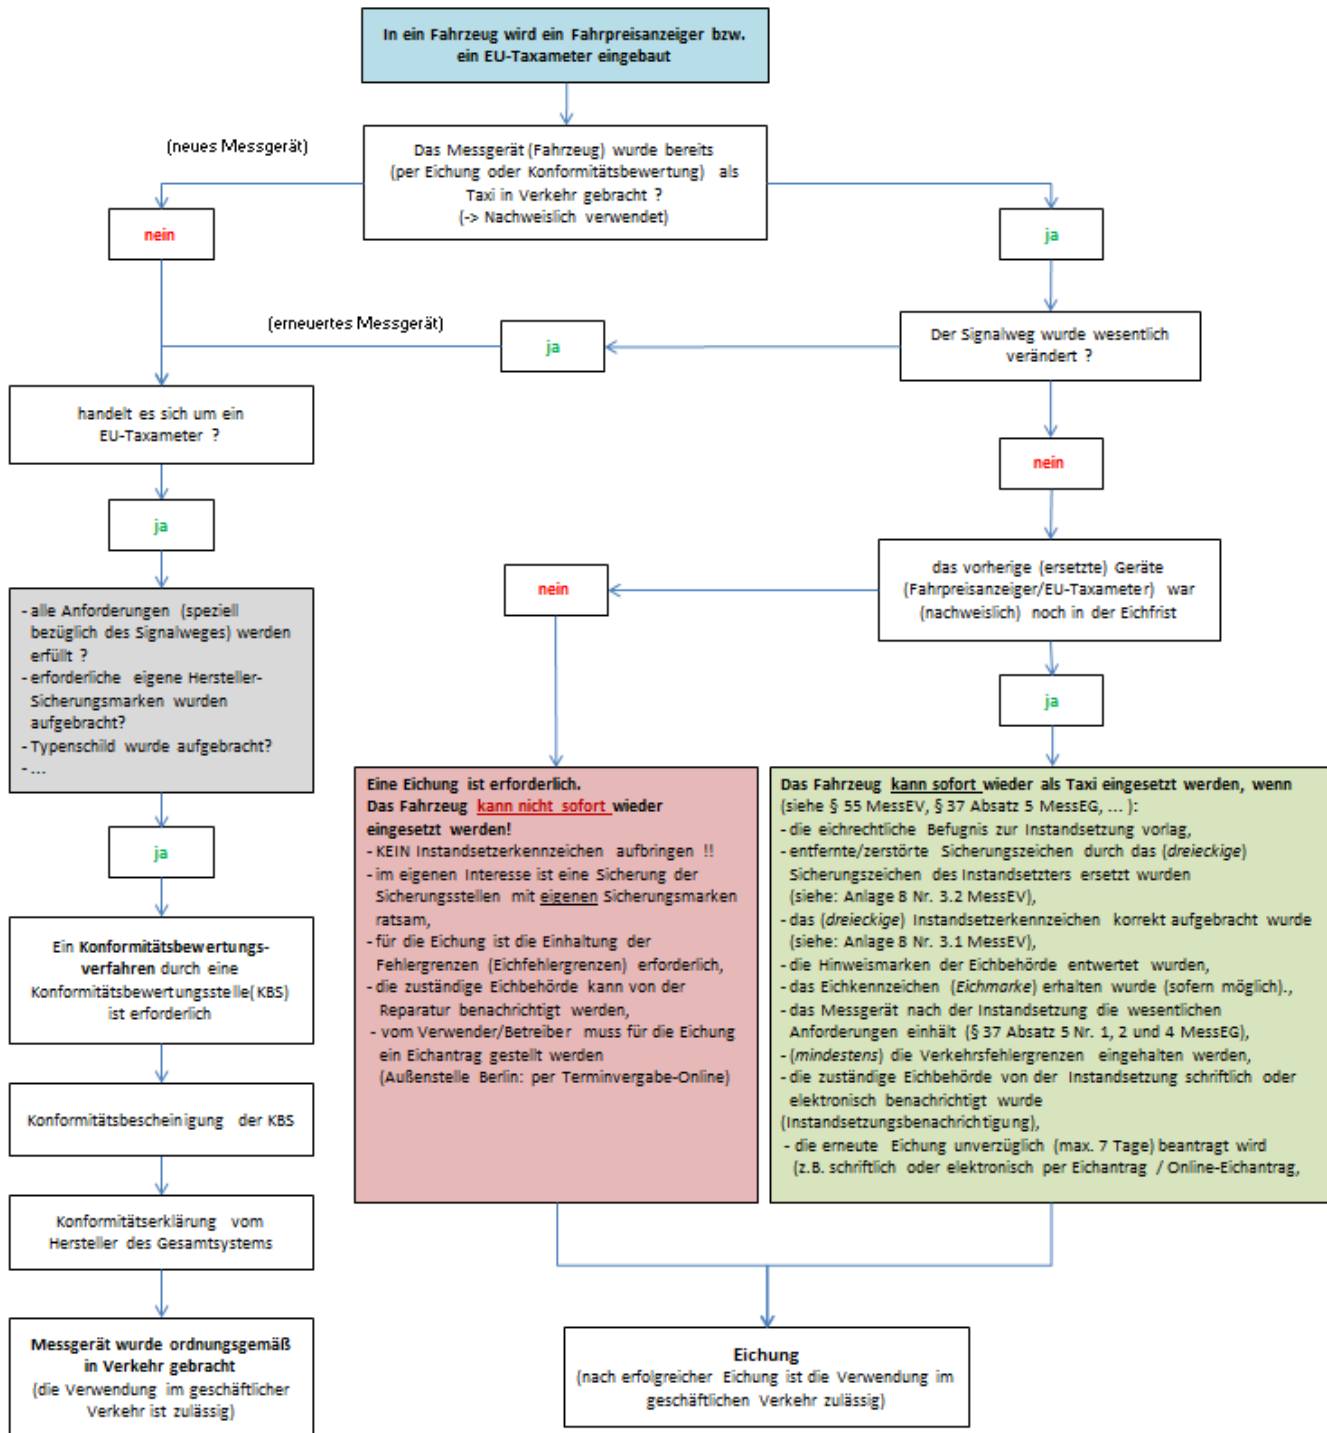 In ein Fahrzeug wird ein Fahrpreisanzeiger bzw.
ein EU-Taxameter eingebaut
(neues Messgerät)
Das Messgerät (Fahrzeug) wurde bereits
(per Eichung oder Konformitätsbewertung) als
Taxi in Verkehr gebracht ?
(-> Nachweislich verwendet)
nein
ja
(erneuertes Messgerät)
ja
Der Signalweg wurde wesentlich
verändert ?
handelt es sich um ein
EU-Taxameter ?
nein
ja
nein
das vorherige (ersetzte) Geräte
(Fahrpreisanzeiger/EU-Taxameter) war
(nachweislich) noch in der Eichfrist
- alle Anforderungen (speziell
bezüglich des Signalweges) werden
erfüllt ?
- erforderliche eigene Hersteller-
Sicherungsmarken wurden
aufgebracht?
- Typenschild wurde aufgebracht?
- ...
ja
ja
Ein Konformitätsbewertungs-
verfahren durch eine
Konformitätsbewertungsstelle(KBS)
ist erforderlich
Konformitätsbescheinigung der KBS
Konformitätserklärung vom
Hersteller des Gesamtsystems
Messgerät wurde ordnungsgemäß
in Verkehr gebracht
(die Verwendung im geschäftlicher
Verkehr ist zulässig)
Eine Eichung ist erforderlich.
Das Fahrzeug kann nicht sofort wieder
eingesetzt werden!
- KEIN Instandsetzerkennzeichen aufbringen !!
- im eigenen Interesse ist eine Sicherung der
Sicherungsstellen mit eigenen Sicherungsmarken
ratsam,
- für die Eichung ist die Einhaltung der
Fehlergrenzen (Eichfehlergrenzen) erforderlich,
- die zuständige Eichbehörde kann von der
Reparatur benachrichtigt werden,
- vom Verwender/Betreiber muss für die Eichung
ein Eichantrag gestellt werden
(Außenstelle Berlin: per Terminvergabe-Online)
Das Fahrzeug kann sofort wieder als Taxi eingesetzt werden, wenn
(siehe § 55 MessEV, § 37 Absatz 5 MessEG, ... ):
- die eichrechtliche Befugnis zur Instandsetzung vorlag,
- entfernte/zerstörte Sicherungszeichen durch das (dreieckige)
Sicherungszeichen des Instandsetzters ersetzt wurden
(siehe: Anlage 8 Nr. 3.2 MessEV),
- das (dreieckige) Instandsetzerkennzeichen korrekt aufgebracht wurde
(siehe: Anlage 8 Nr. 3.1 MessEV),
- die Hinweismarken der Eichbehörde entwertet wurden,
- das Eichkennzeichen (Eichmarke) erhalten wurde (sofern möglich).,
- das Messgerät nach der Instandsetzung die wesentlichen
Anforderungen einhält (§ 37 Absatz 5 Nr. 1, 2 und 4 MessEG),
- (mindestens) die Verkehrsfehlergrenzen eingehalten werden,
- die zuständige Eichbehörde von der Instandsetzung schriftlich oder
elektronisch benachrichtigt wurde
(Instandsetzungsbenachrichtigung),
- die erneute Eichung unverzüglich (max. 7 Tage) beantragt wird
(z.B. schriftlich oder elektronisch per Eichantrag / Online-Eichantrag,
Eichung
(nach erfolgreicher Eichung ist die Verwendung im
geschäftlichen Verkehr zulässig)